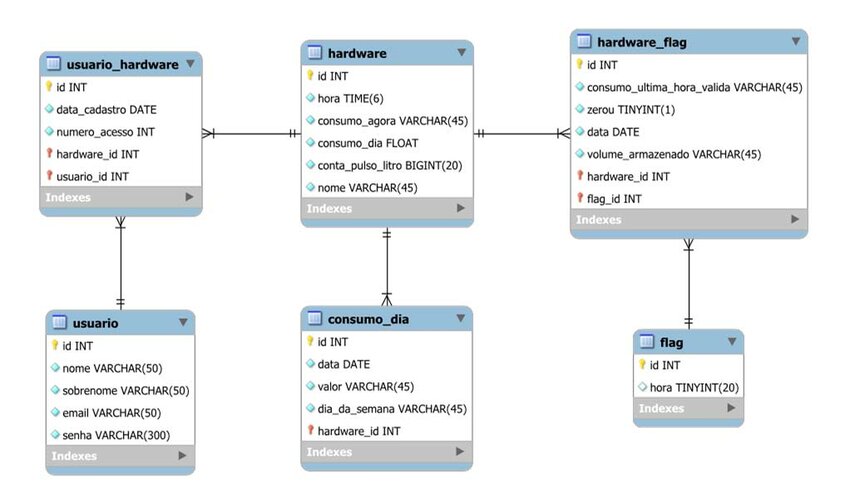 usuario_hardware
id INT
data_cadastro DATE
numero_acesso INT
hardware_id INT
usuario_id INT
Indexes
hardware
id INT
hora TIME(6)
consumo_agora VARCHAR(45)
consumo_dia FLOAT
conta_pulso_litro BIGINT(20)
nome VARCHAR(45)
Indexes
hardware_flag
id INT
consumo_ultima_hora_valida VARCHAR(45)
zerou TINYINT(1)
data DATE
volume_armazenado VARCHAR(45)
hardware_id INT
flag_id INT
Indexes
usuario
id INT
nome VARCHAR(50)
sobrenome VARCHAR(50)
email VARCHAR(50)
senha VARCHAR(300)
Indexes
consumo_dia
id INT
data DATE
valor VARCHAR(45)
dia_da_semana VARCHAR(45)
hardware_id INT
Indexes
flag
id INT
hora TINYINT(20)
Indexes